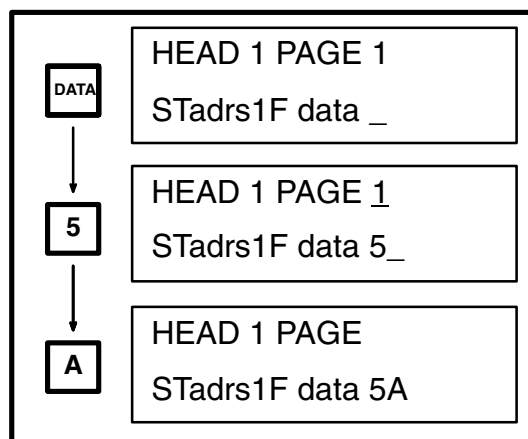 DATA
HEAD 1 PAGE 1
STadrs1F data _
5
HEAD 1 PAGE 1
STadrs1F data 5_
A
HEAD 1 PAGE
STadrs1F data 5A